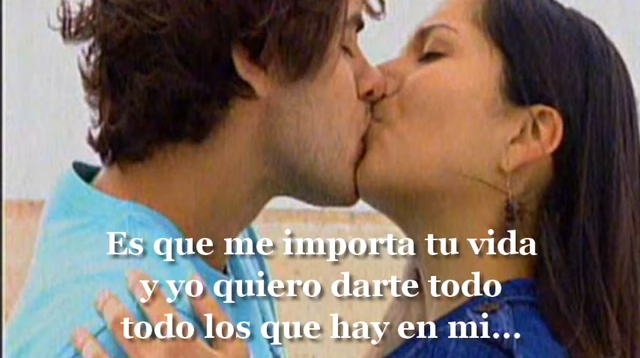 Es que me importa tu vida
y yo quiero darte todo
todo los que hay en mi...